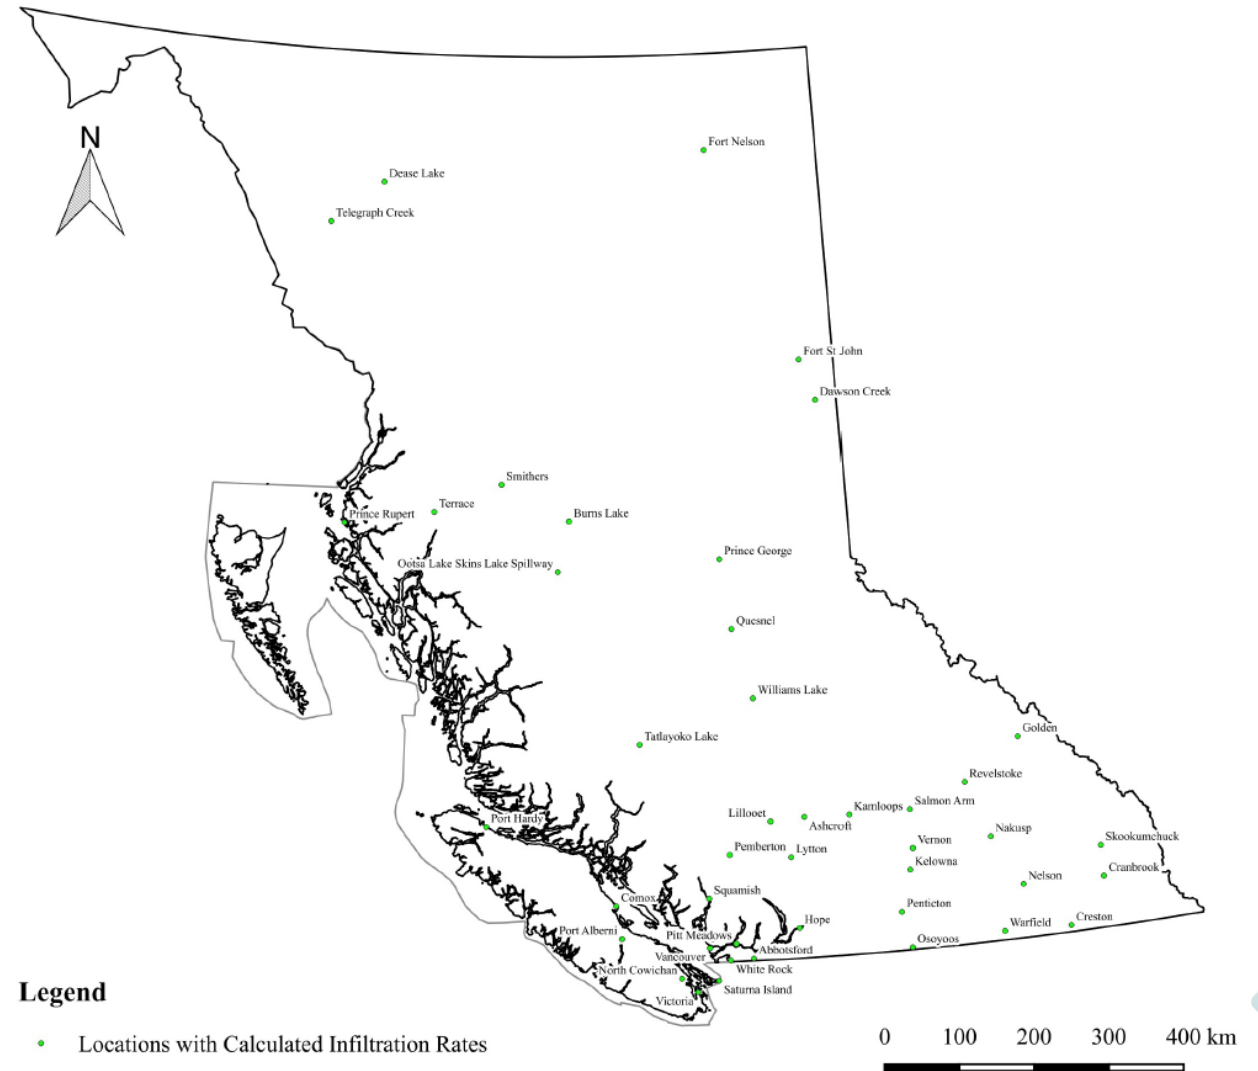 N
Fort Nelson
Dease Lake
Telegraph Creek
Fort St John
Dawson Creek
Smithers
Terrace
Prince Rupert
Burns Lake
Prince George
Ootsa Lake Skins Lake Spillway
Quesnel
Williams Lake
Golden
Tatlayoko Lake
Revelstoke
Salmon Arm
Kamloops
Lillooet
Port Hardy
Ashcroft
Nakusp
Skookumchuck
Vernon
Pemberton
Lytton
Kelowna
Cranbrook
Nelson
Squamish
Comox
Penticton
Creston
Hope
Warfield
Port Alberni
Pitt Meadows
Osoyoos
Abbotsford
Vancouver
White Rock
North Cowichan
Saturna Island
Victoria
Legend
Locations with Calculated Infiltration Rates
0 100 200 300 400 km